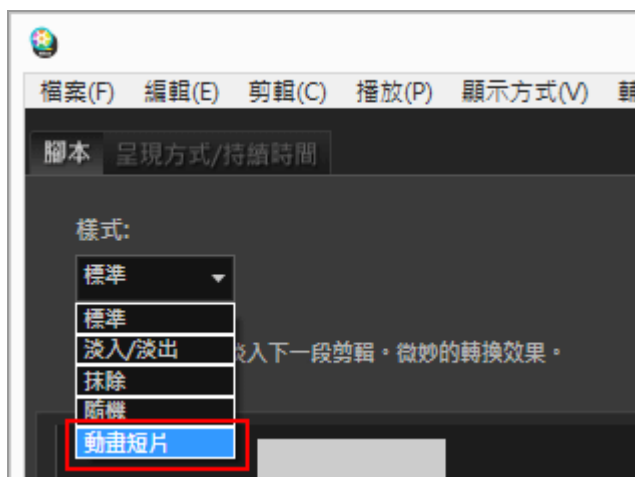 檔案(F) 編輯(E) 剪輯(C) 播放(P) 顯示方式(V)
腳本 呈現方式/持續時間
樣式:
標準
標準
淡入/淡出
淡入下一段剪輯。微妙的轉換效果。
抹除
隨機
動畫短片